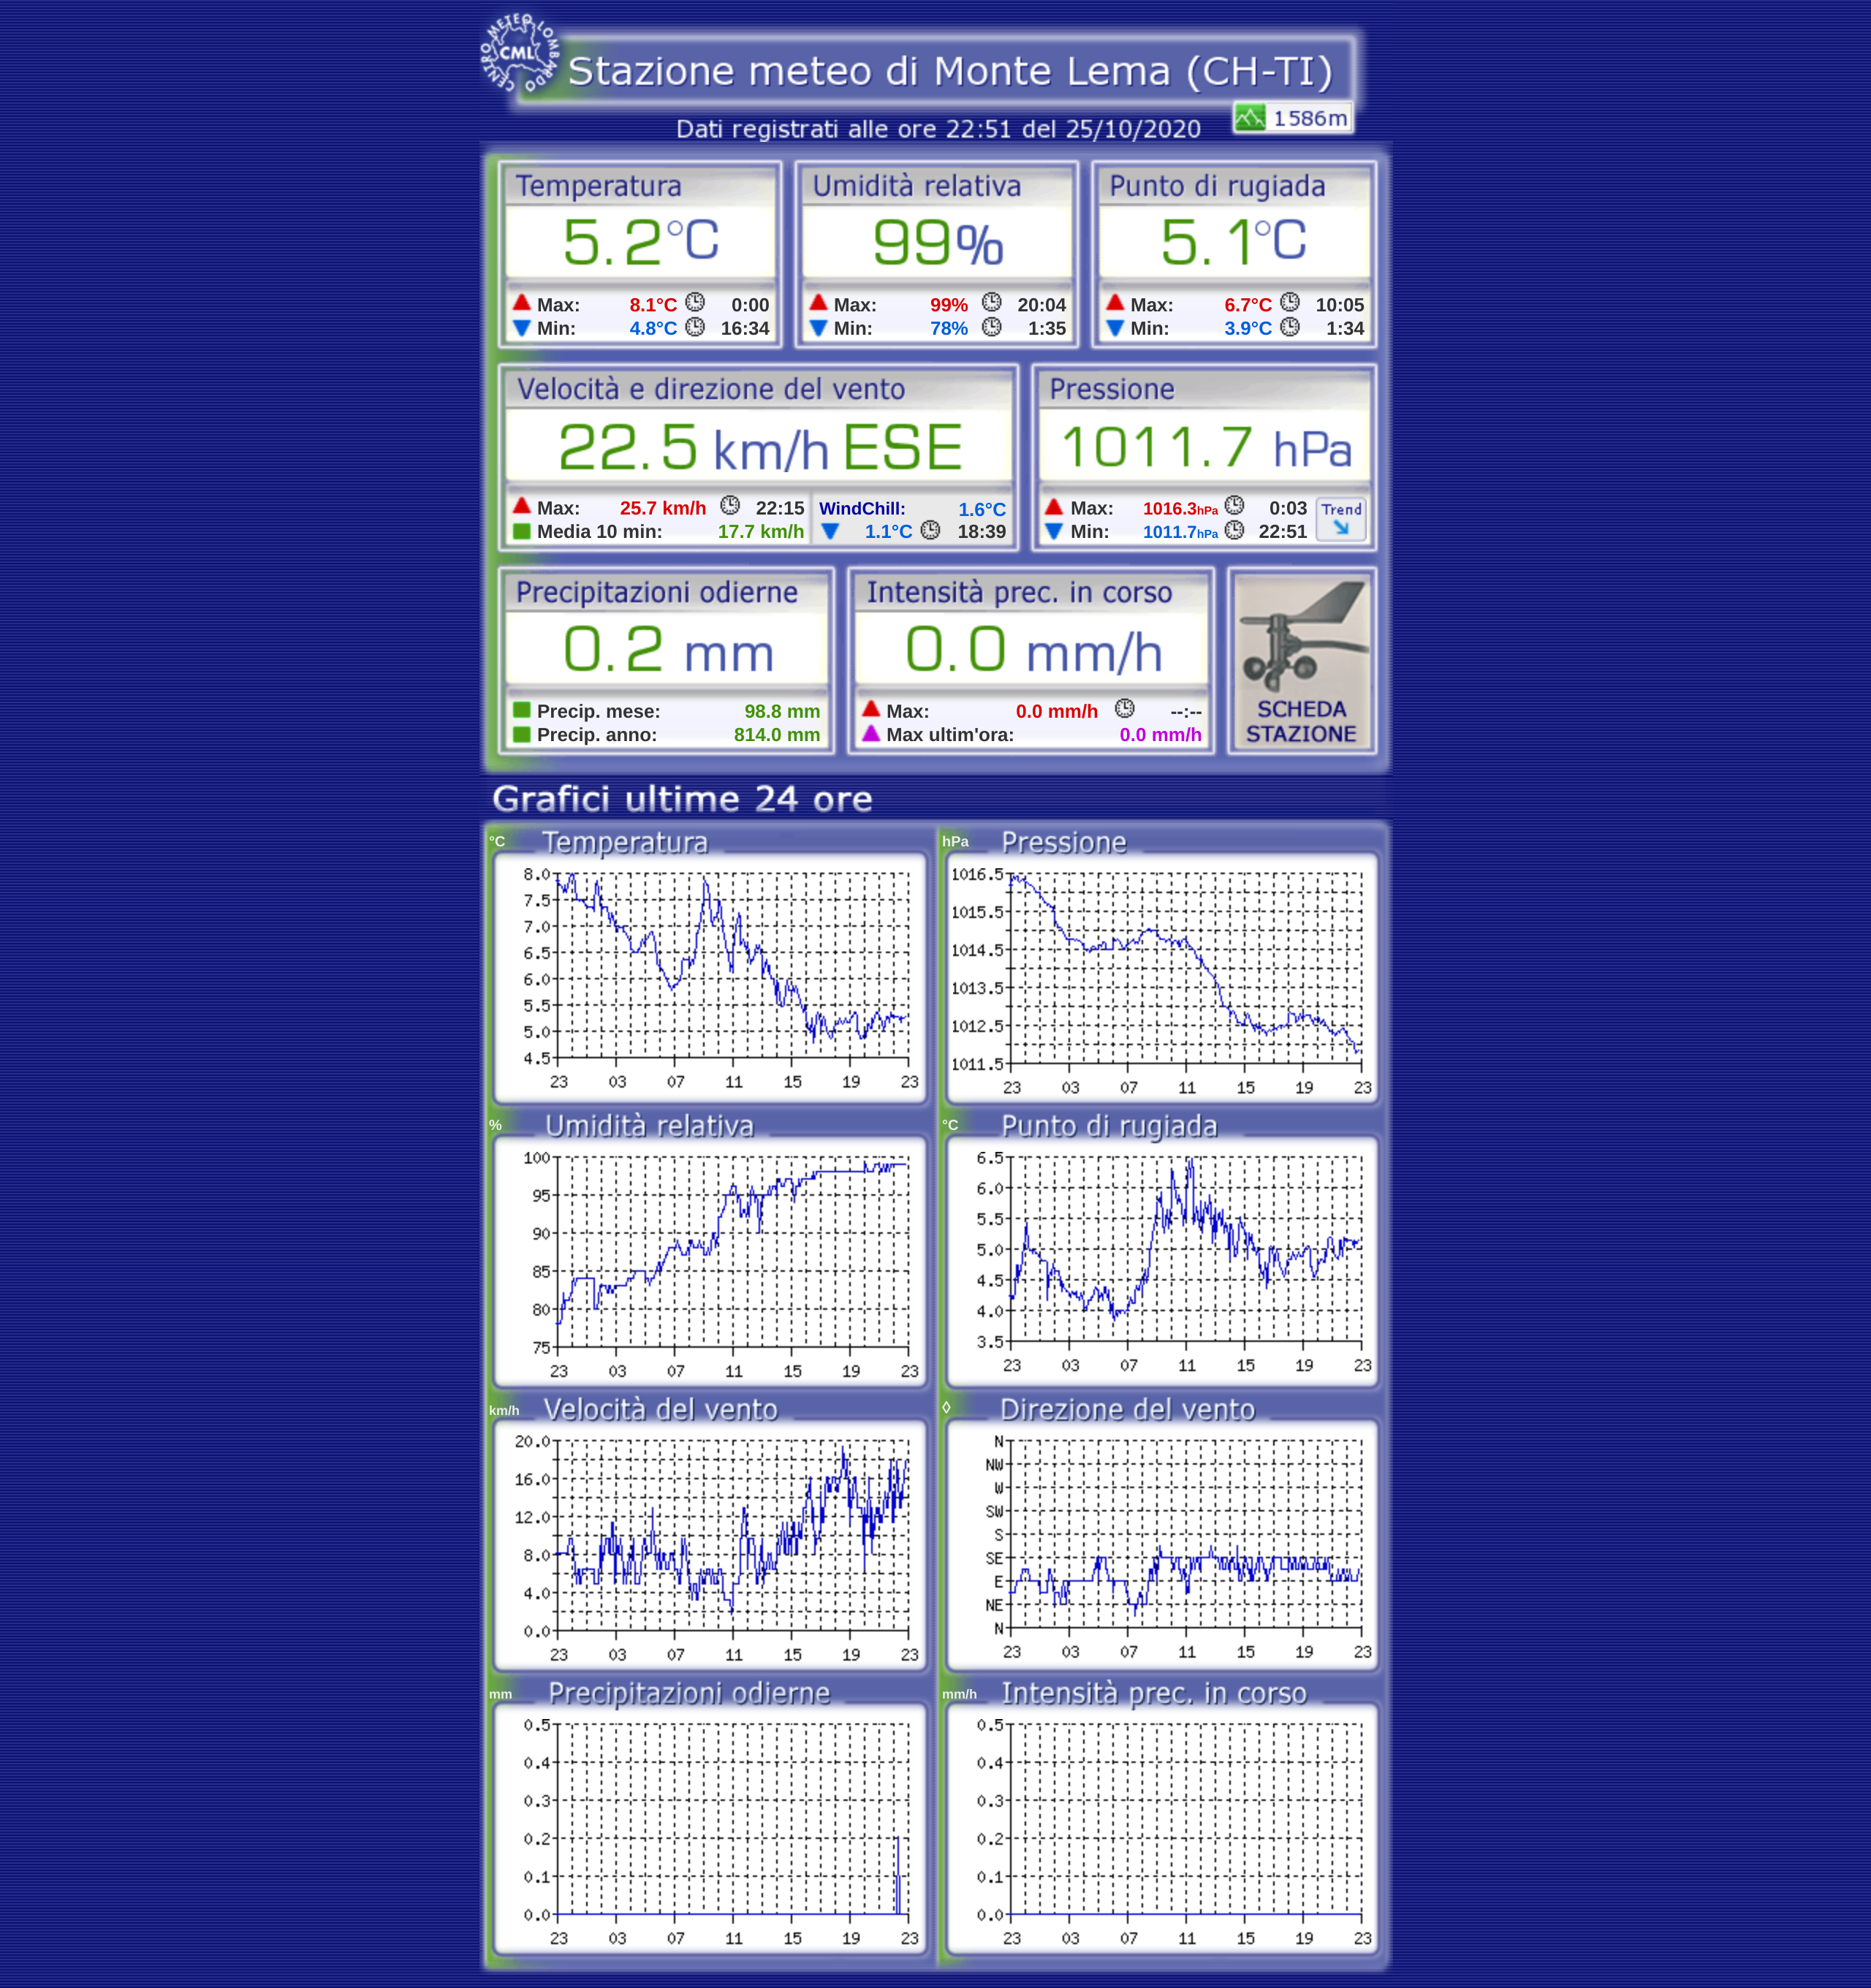 CENTRO METEO LOMBARDO
CML
Stazione meteo di Monte Lema (CH-TI)
1586m
Dati registrati alle ore 22:51 del 25/10/2020
Temperatura Umidità relativa Punto di rugiada
5.2°C 99% 5.1°C
Max: 8.1°C 0:00 Max: 99% 20:04 Max: 6.7°C 10:05
Min: 4.8°C 16:34 Min: 78% 1:35 Min: 3.9°C 1:34
Velocità e direzione del vento Pressione
22.5 km/h ESE 1011.7 hPa
Max: 25.7 km/h 22:15 WindChill: 1.6°C Max: 1016.3hPa 0:03 Trend
Media 10 min: 17.7 km/h 1.1°C 18:39 Min: 1011.7hPa 22:51
Precipitazioni odierne Intensità prec. in corso
0.2 mm 0.0 mm/h
Precip. mese: 98.8 mm Max: 0.0 mm/h --:-- SCHEDA
Precip. anno: 814.0 mm Max ultim'ora: 0.0 mm/h STAZIONE
Grafici ultime 24 ore
°C Temperatura hPa Pressione
8.0 1016.5
7.5
7.0 1015.5
6.5 1014.5
6.0
5.5 1013.5
5.0 1012.5
4.5 1011.5
23 03 07 11 15 19 23 23 03 07 11 15 19 23
% Umidità relativa °C Punto di rugiada
100 6.5
95 6.0
90 5.5
5.0
85 4.5
80 4.0
75 3.5
23 03 07 11 15 19 23 23 03 07 11 15 19 23
km/h Velocità del vento ◊ Direzione del vento
20.0 N
NW
16.0 W
12.0 SW
S
8.0 SE
E
4.0 NE
0.0 N
23 03 07 11 15 19 23 23 03 07 11 15 19 23
mm Precipitazioni odierne mm/h Intensità prec. in corso
0.5 0.5
0.4 0.4
0.3 0.3
0.2 0.2
0.1 0.1
0.0 0.0
23 03 07 11 15 19 23 23 03 07 11 15 19 23